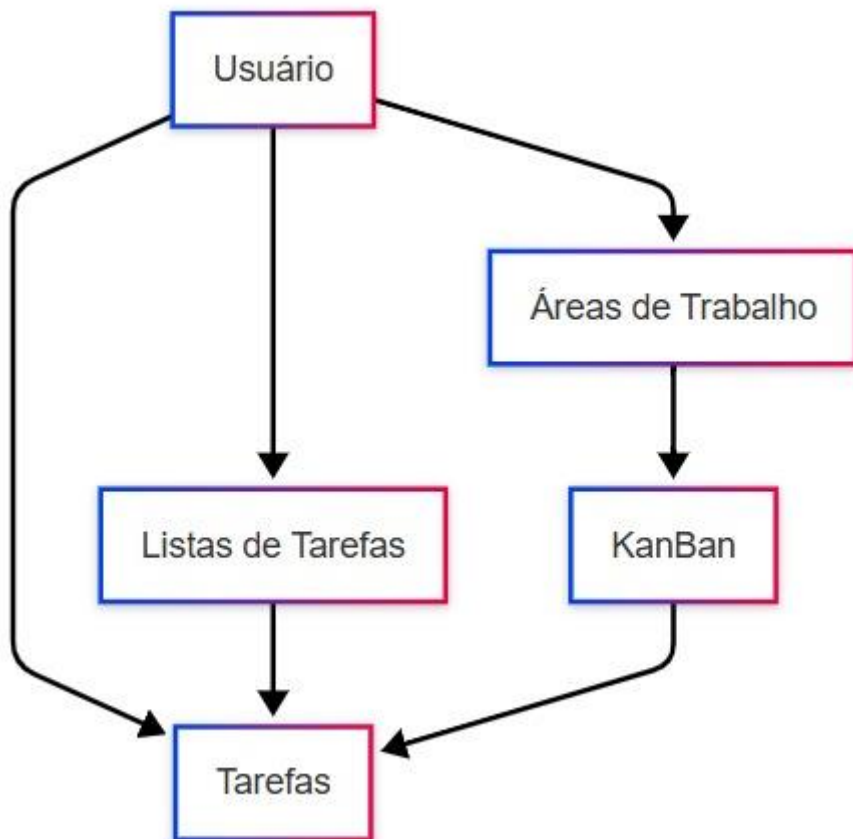 Usuário
Áreas de Trabalho
Listas de Tarefas
KanBan
Tarefas